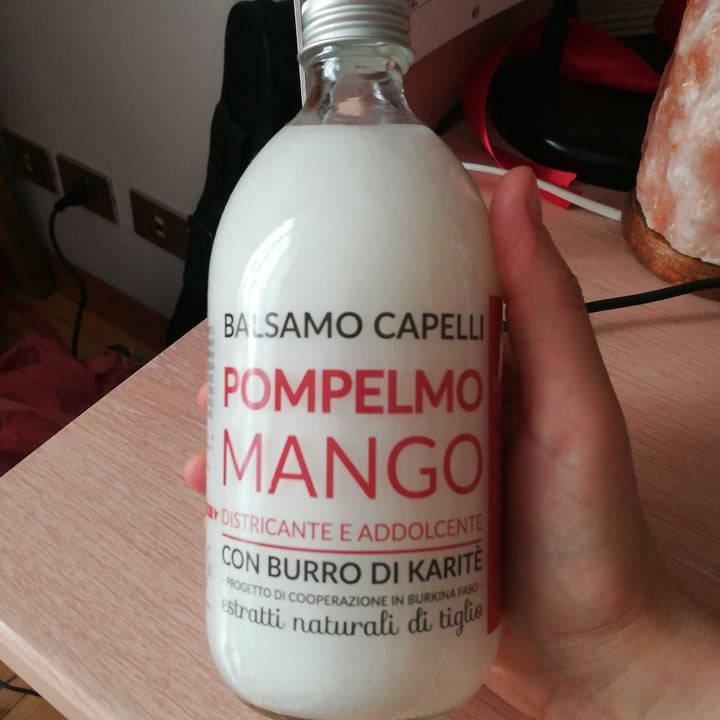 BALSAMO CAPELLI
POMPELMO
MANGO
DISTRICANTE E ADDOLCENTE
CON BURRO DI KARITÈ
- PROGETTO DI COOPERAZIONE IN BURKINA FASO -
estratti naturali di tiglio